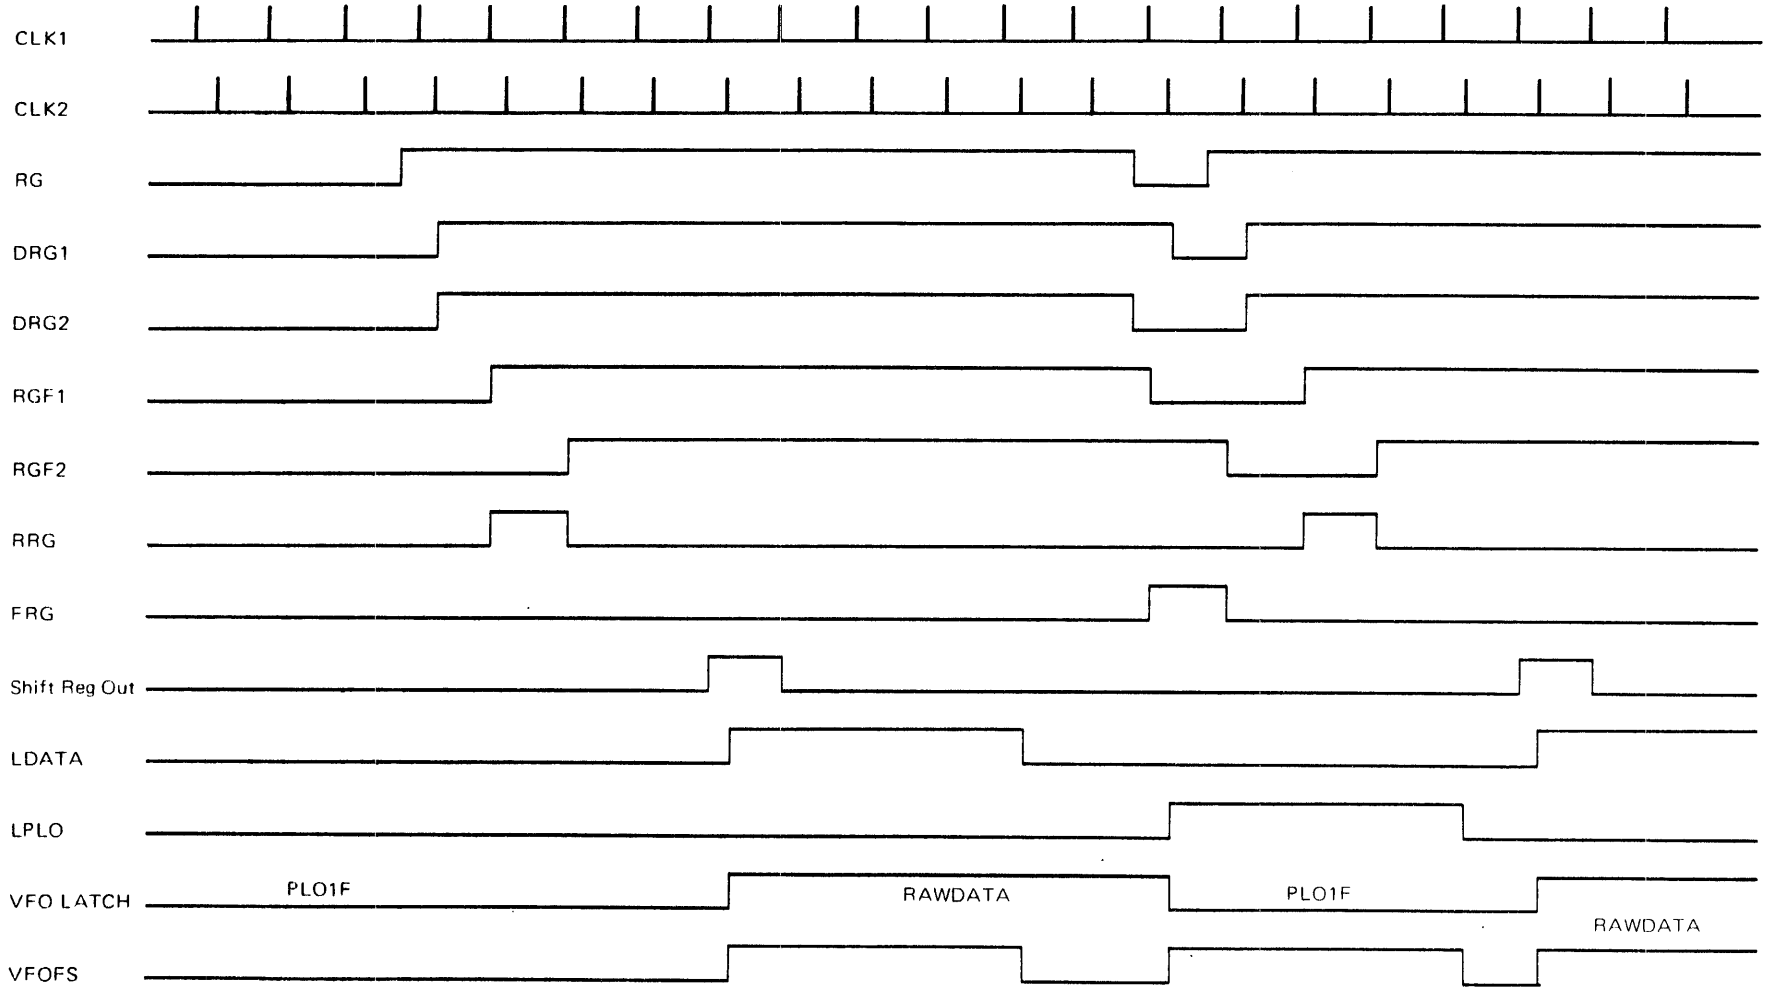 CLK1
CLK2
RG
DRG1
DRG2
RGF1
RGF2
RRG
FRG
Shift Reg Out
LDATA
LPLO
VFO LATCH PLO1F RAWDATA PLO1F RAWDATA
VFOFS